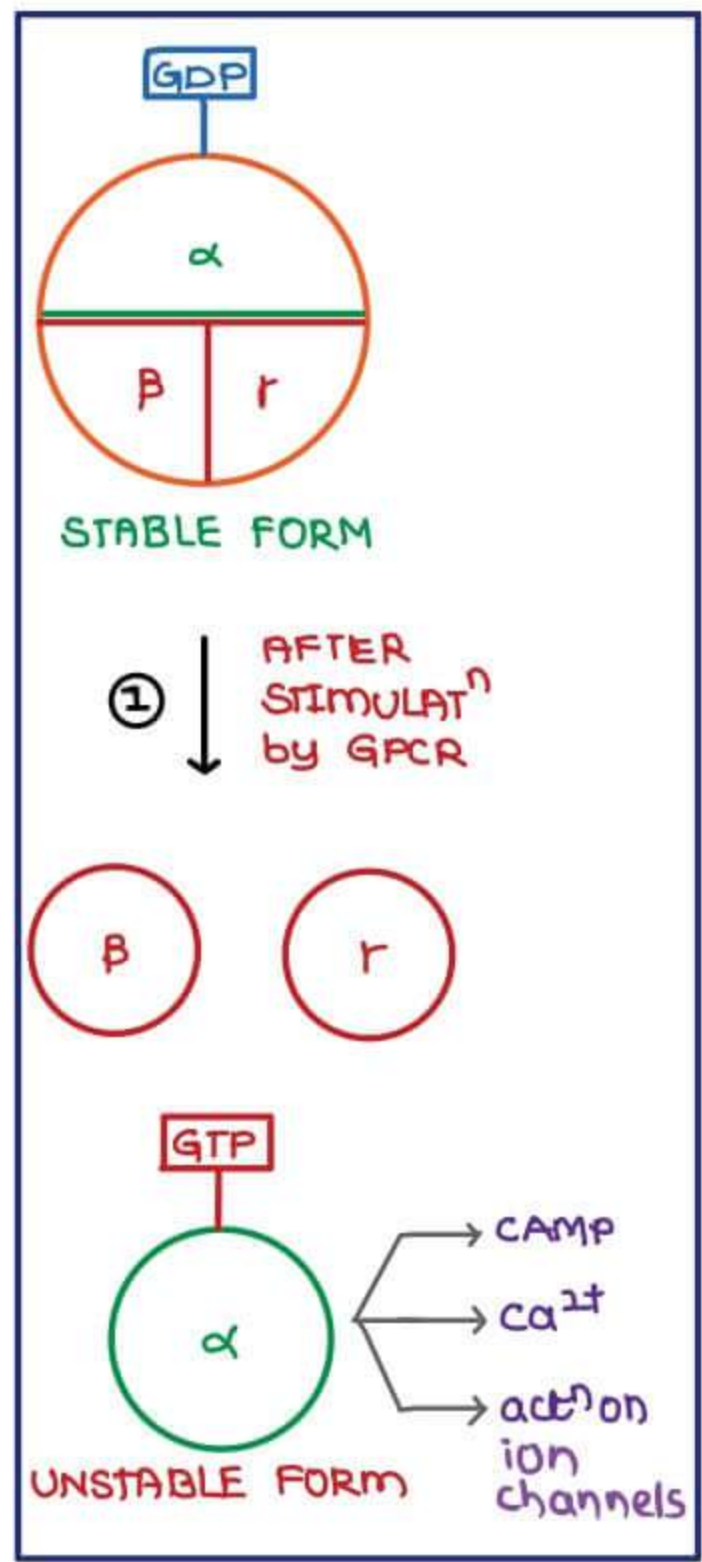 GDP
α
β r
STABLE FORM
① AFTER
STIMULATⁿ
by GPCR
β r
GTP
α
CAMP
Ca²⁺
actⁿ on
ion
channels
UNSTABLE FORM